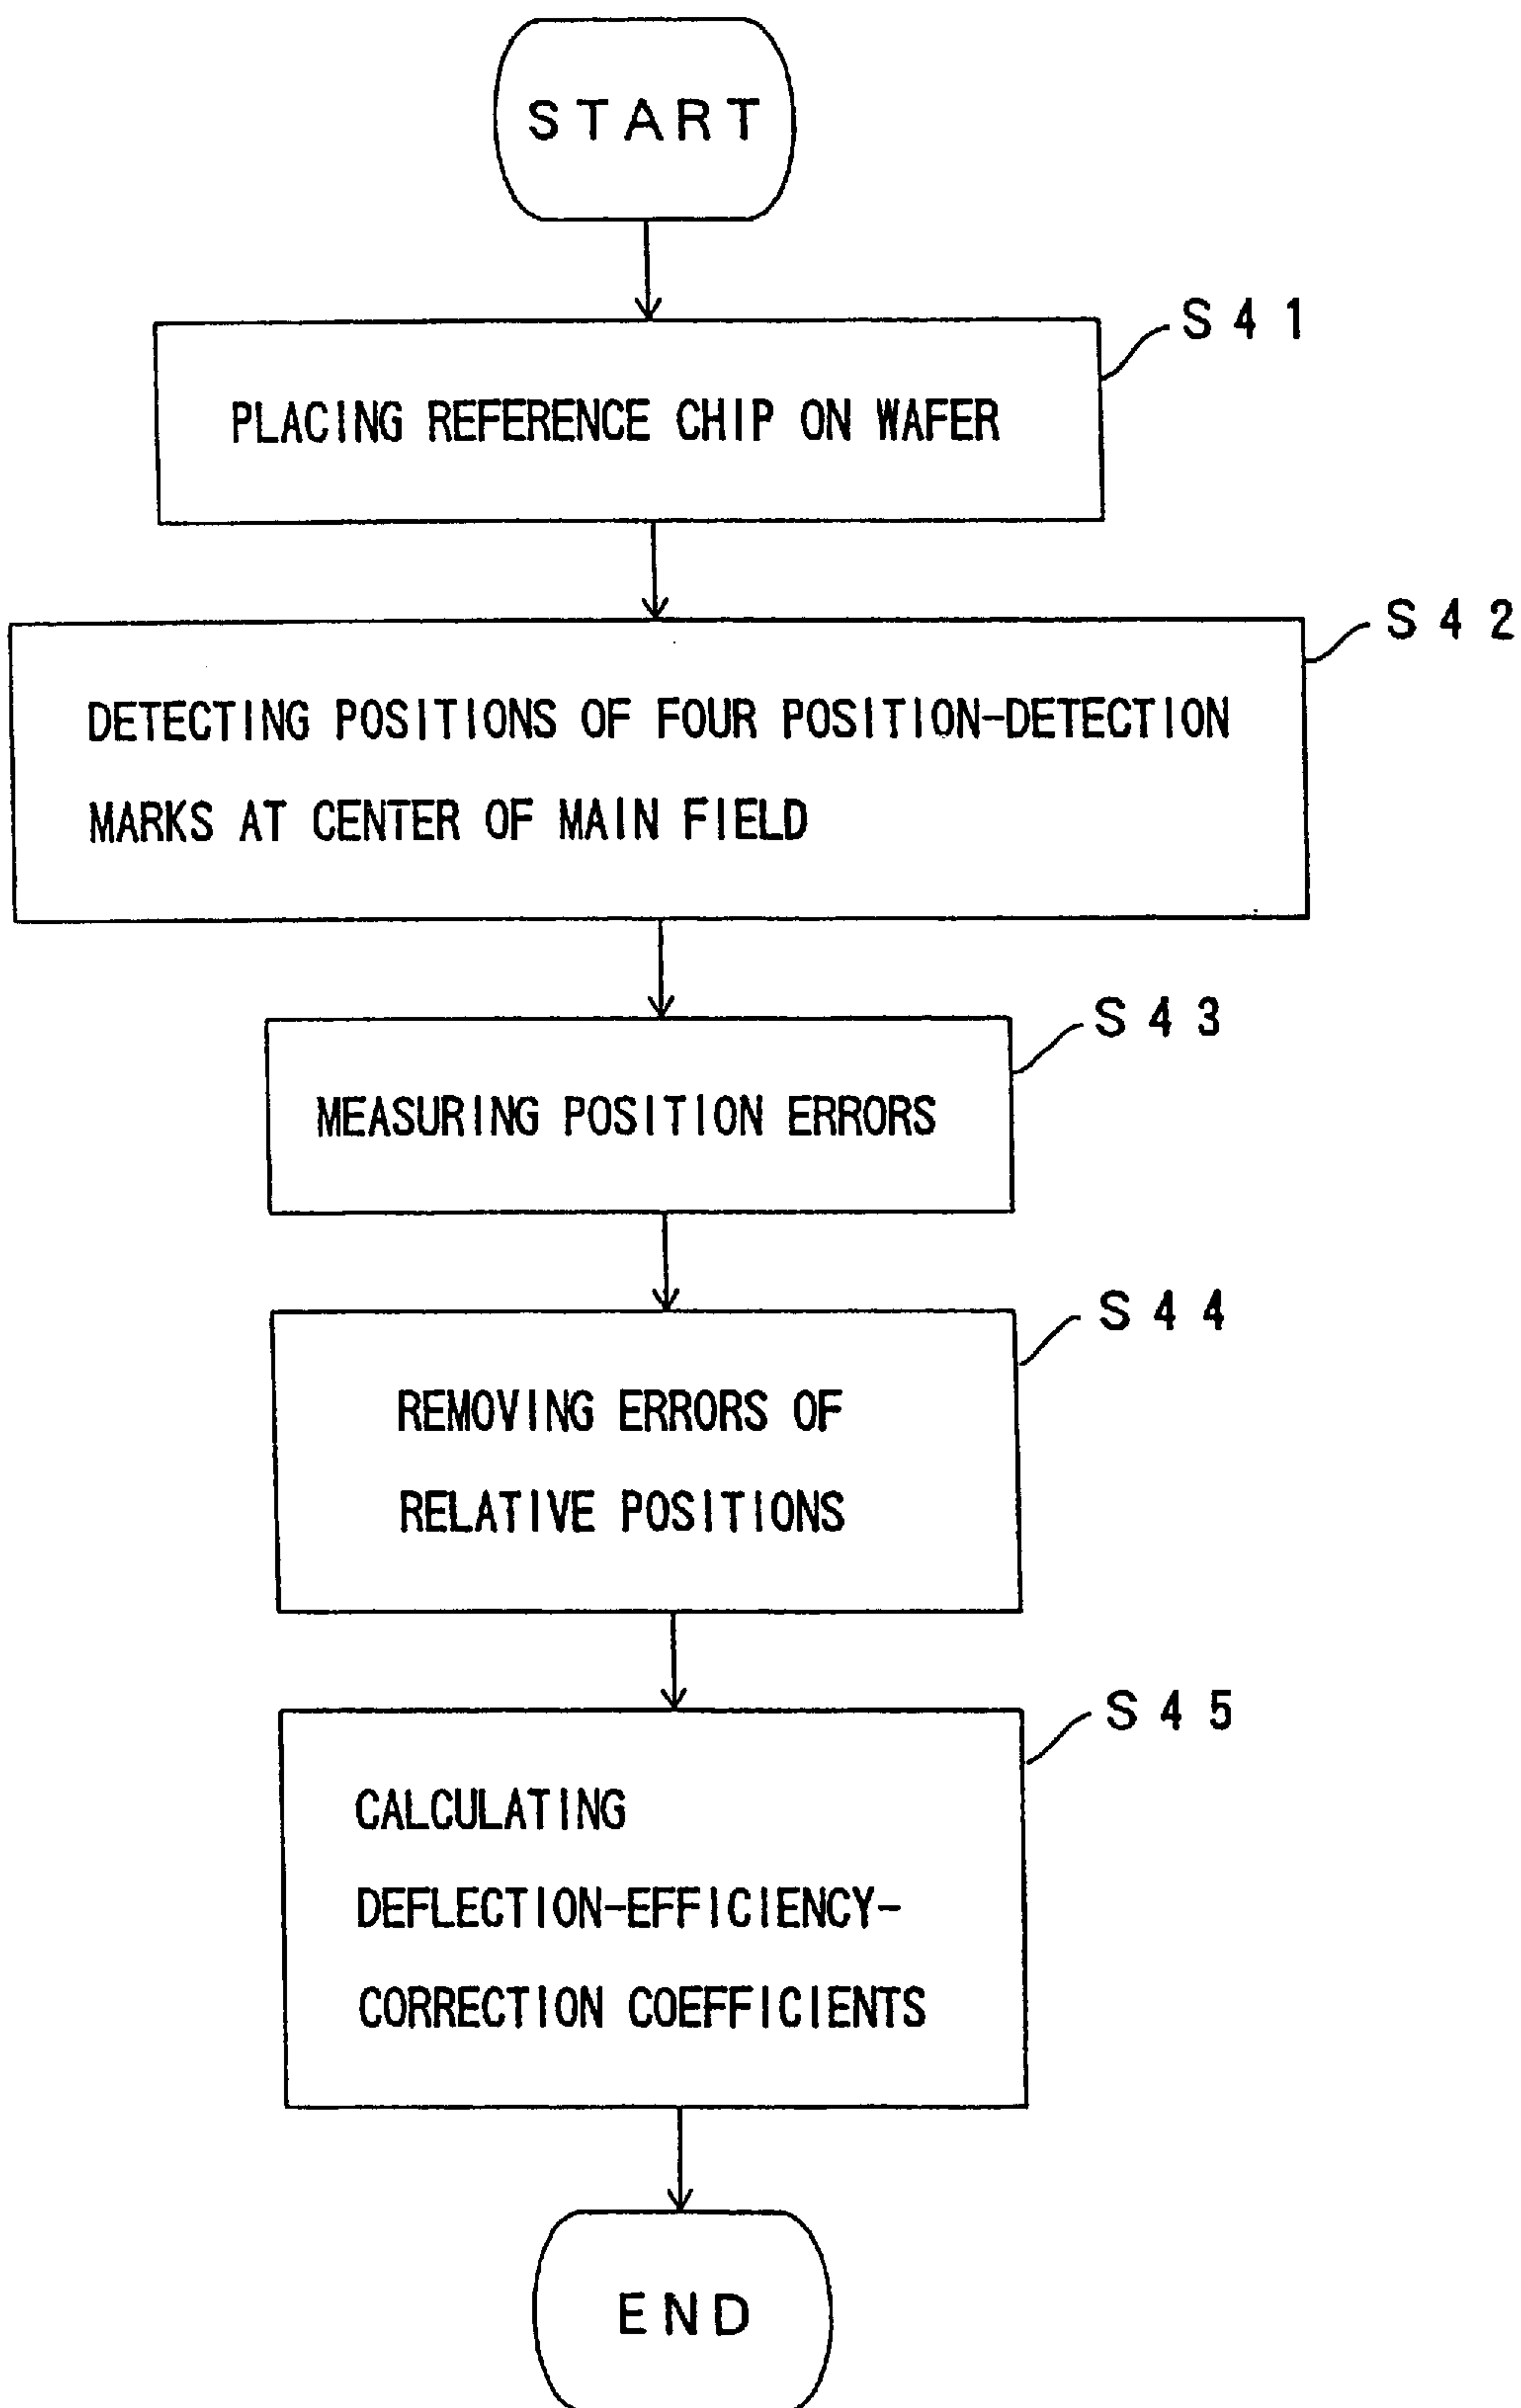 START
S41
PLACING REFERENCE CHIP ON WAFER
S42
DETECTING POSITIONS OF FOUR POSITION-DETECTION
MARKS AT CENTER OF MAIN FIELD
S43
MEASURING POSITION ERRORS
S44
REMOVING ERRORS OF
RELATIVE POSITIONS
S45
CALCULATING
DEFLECTION-EFFICIENCY-
CORRECTION COEFFICIENTS
END